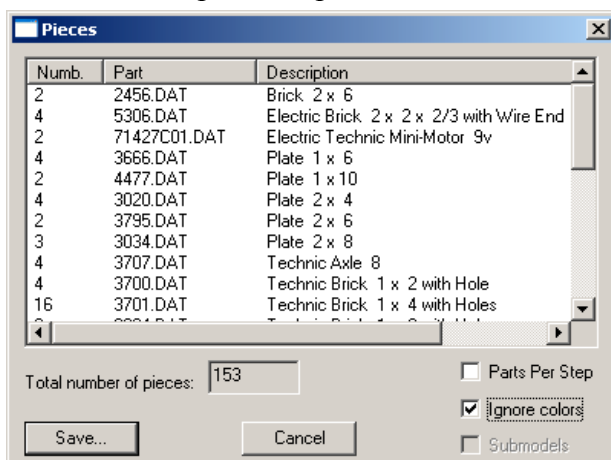 Pieces
Numb. Part Description
2 2456.DAT Brick 2 x 6
4 5306.DAT Electric Brick 2 x 2 x 2/3 with Wire End
2 71427C01.DAT Electric Technic Mini-Motor 9v
4 3666.DAT Plate 1 x 6
2 4477.DAT Plate 1 x 10
4 3020.DAT Plate 2 x 4
2 3795.DAT Plate 2 x 6
3 3034.DAT Plate 2 x 8
4 3707.DAT Technic Axle 8
4 3700.DAT Technic Brick 1 x 2 with Hole
16 3701.DAT Technic Brick 1 x 4 with Holes
Total number of pieces: 153
Parts Per Step
Ignore colors
Save... Cancel
Submodels